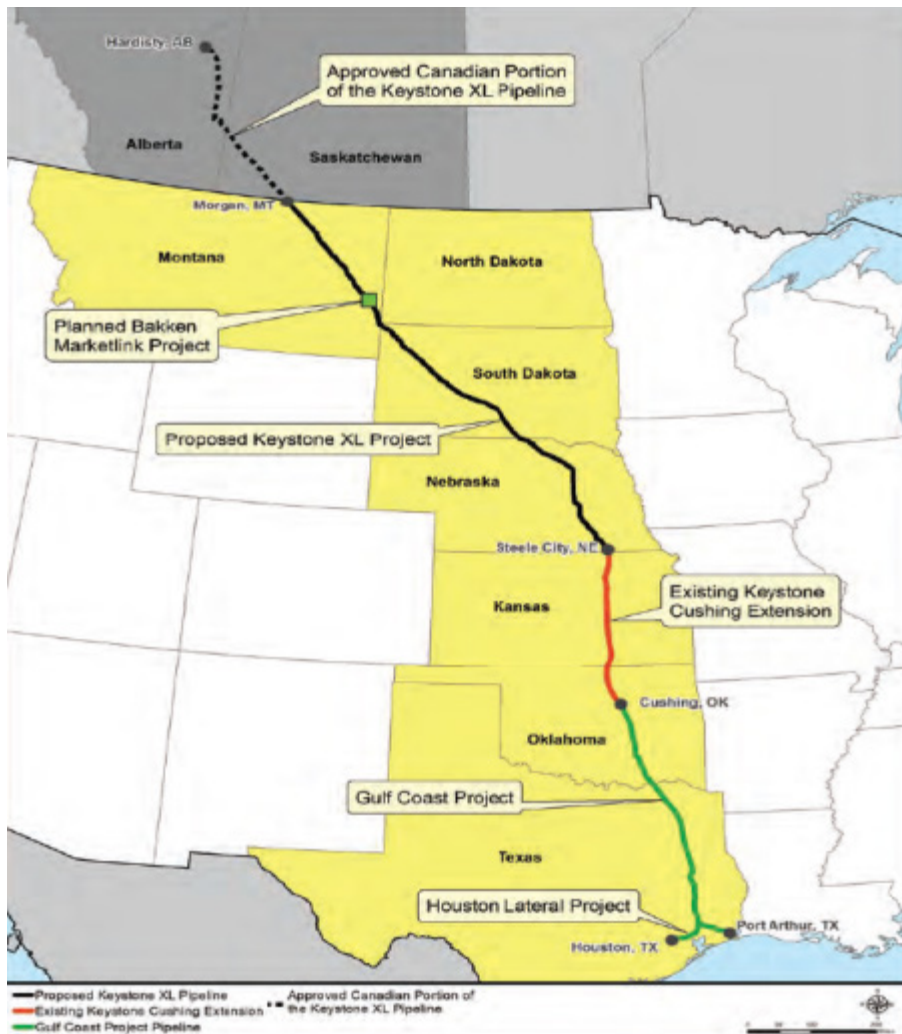 Hardisty, AB
Approved Canadian Portion
of the Keystone XL Pipeline
Alberta
Saskatchewan
Morgan, MT
Montana
North Dakota
Planned Bakken
Marketlink Project
South Dakota
Proposed Keystone XL Project
Nebraska
Steele City, NE
Existing Keystone
Cushing Extension
Kansas
Cushing, OK
Oklahoma
Gulf Coast Project
Texas
Houston Lateral Project
Port Arthur, TX
Houston, TX
Proposed Keystone XL Pipeline
Approved Canadian Portion of
the Keystone XL Pipeline
Existing Keystone Cushing Extension
Gulf Coast Project Pipeline